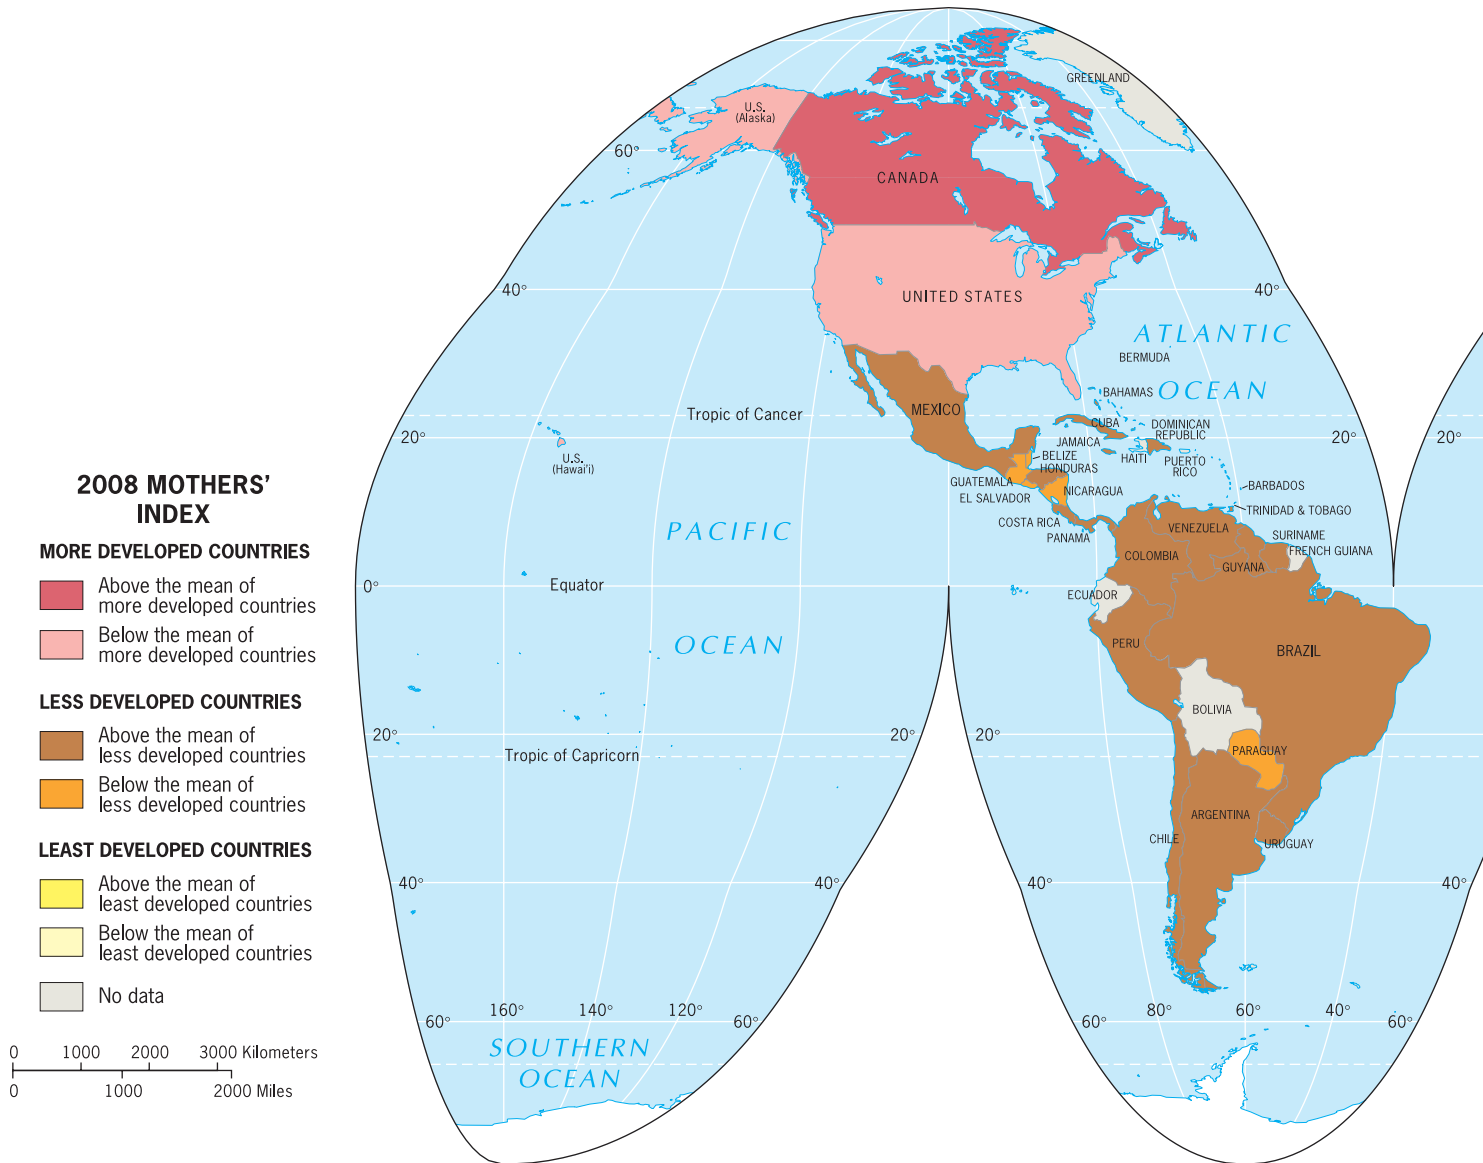 2008 MOTHERS'
INDEX
MORE DEVELOPED COUNTRIES
Above the mean of
more developed countries
Below the mean of
more developed countries
LESS DEVELOPED COUNTRIES
Above the mean of
less developed countries
Below the mean of
less developed countries
LEAST DEVELOPED COUNTRIES
Above the mean of
least developed countries
Below the mean of
least developed countries
No data
0 1000 2000 3000 Kilometers
0 1000 2000 Miles
GREENLAND
U.S.
(Alaska)
60°
CANADA
40°
UNITED STATES
40°
ATLANTIC
OCEAN
BERMUDA
BAHAMAS
Tropic of Cancer
MEXICO
CUBA
DOMINICAN
REPUBLIC
20°
20°
20°
U.S.
(Hawai'i)
JAMAICA
HAITI
PUERTO
RICO
BELIZE
HONDURAS
GUATEMALA
EL SALVADOR
NICARAGUA
BARBADOS
TRINIDAD & TOBAGO
COSTA RICA
PANAMA
VENEZUELA
SURINAME
FRENCH GUIANA
COLOMBIA
GUYANA
PACIFIC
OCEAN
0°
Equator
ECUADOR
PERU
BRAZIL
BOLIVIA
20°
20°
20°
Tropic of Capricorn
PARAGUAY
ARGENTINA
CHILE
URUGUAY
40°
40°
40°
40°
60°
160°
140°
120°
60°
60°
80°
60°
40°
60°
SOUTHERN
OCEAN